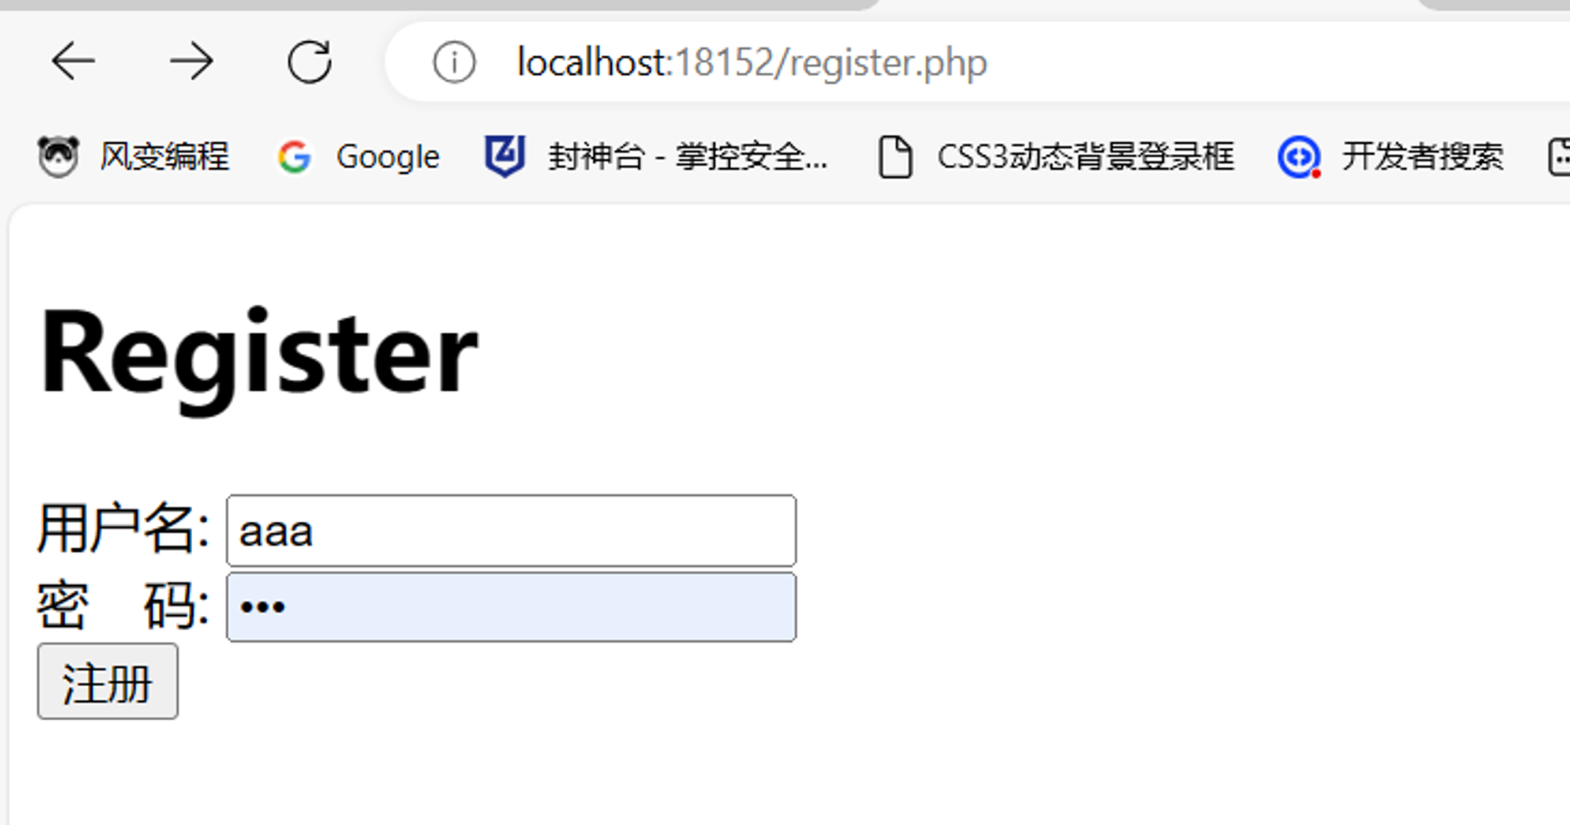 localhost:18152/register.php
风变编程 Google 封神台 - 掌控安全... CSS3动态背景登录框 开发者搜索
Register
用户名: aaa
密 码: •••
注册